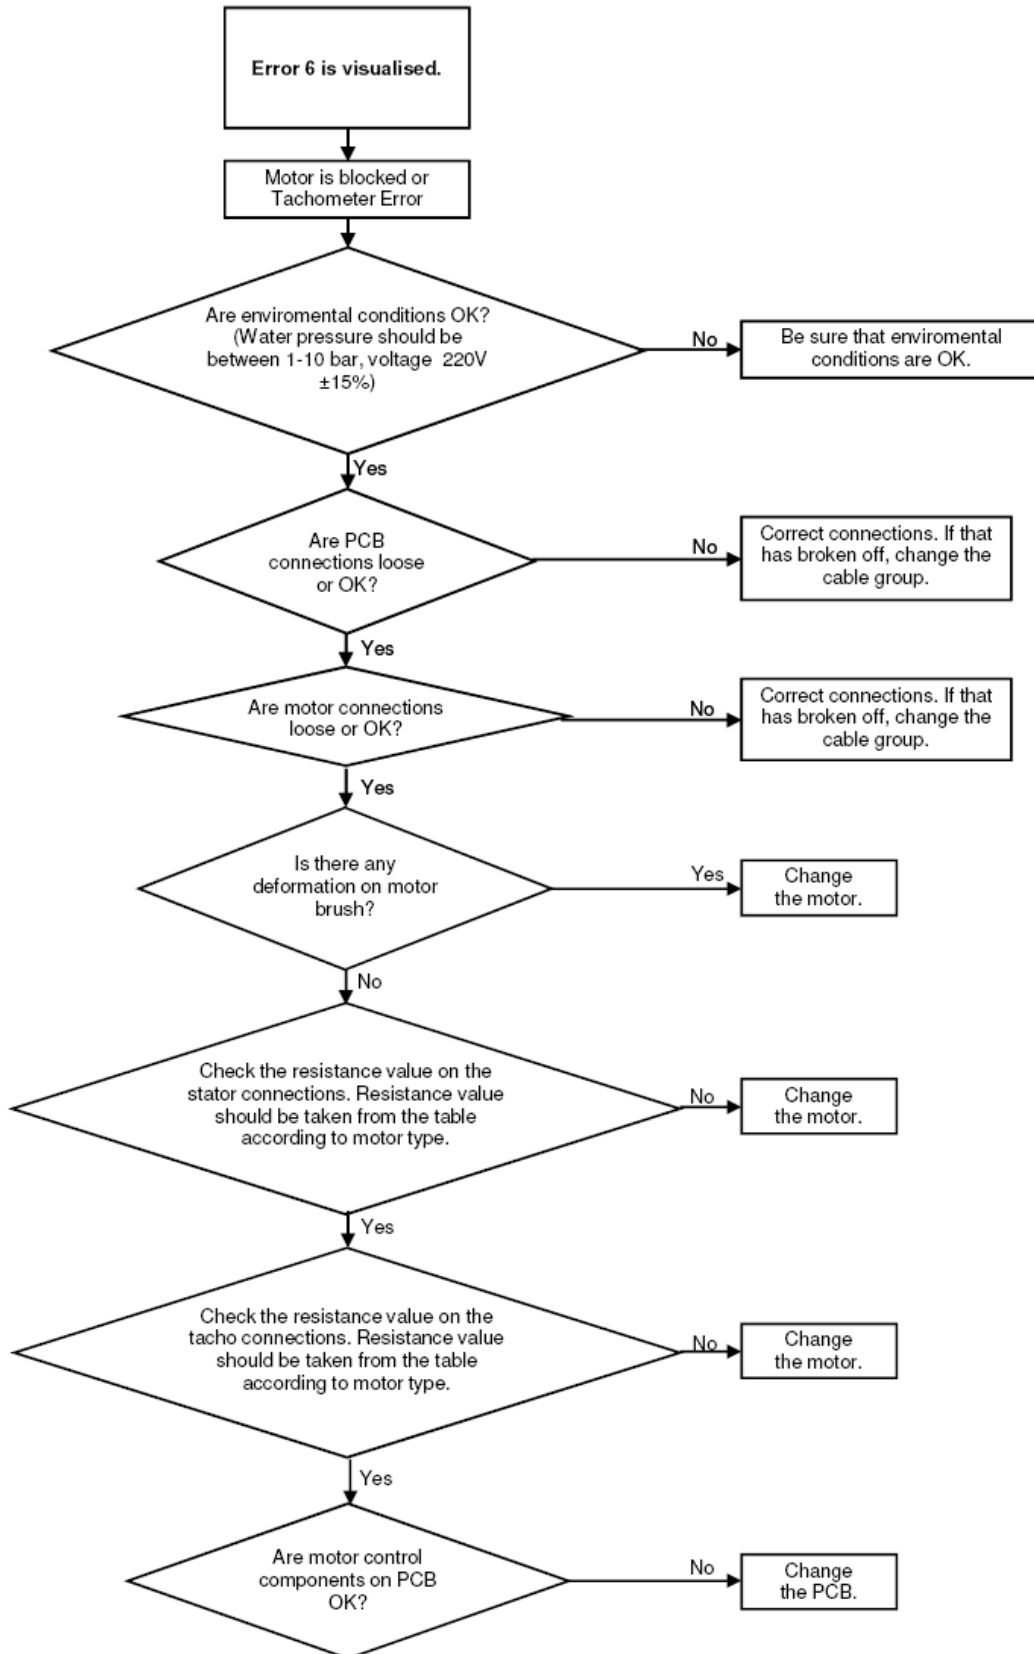 Error 6 is visualised.
Motor is blocked or
Tachometer Error
Are enviromental conditions OK?
(Water pressure should be
between 1-10 bar, voltage 220V
±15%)
No
Be sure that enviromental
conditions are OK.
Yes
Are PCB
connections loose
or OK?
No
Correct connections. If that
has broken off, change the
cable group.
Yes
Are motor connections
loose or OK?
No
Correct connections. If that
has broken off, change the
cable group.
Yes
Is there any
deformation on motor
brush?
Yes
Change
the motor.
No
Check the resistance value on the
stator connections. Resistance value
should be taken from the table
according to motor type.
No
Change
the motor.
Yes
Check the resistance value on the
tacho connections. Resistance value
should be taken from the table
according to motor type.
No
Change
the motor.
Yes
Are motor control
components on PCB
OK?
No
Change
the PCB.